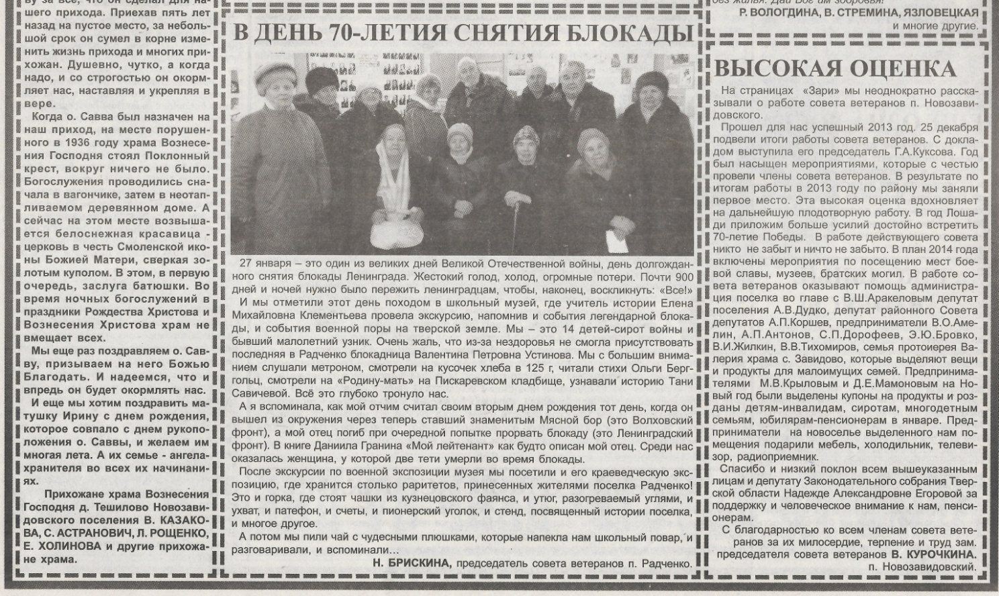 ву за всё, что он сделал для на-
шего прихода. Приехав пять лет
назад на пустое место, за неболь-
шой срок он сумел в корне изме-
нить жизнь прихода и многих при-
хожан. Душевно, чутко, а когда
надо, и со строгостью он окорм-
ляет нас, наставляя и укрепляя в
вере.
Когда о. Савва был назначен на
наш приход, на месте порушен-
ного в 1936 году храма Вознесе-
ния Господня стоял Поклонный
крест, вокруг ничего не было.
Богослужения проводились сна-
чала в вагончике, затем в неотап-
ливаемом деревянном доме. А
сейчас на этом месте возвыша-
ется белоснежная красавица -
церковь в честь Смоленской ико-
ны Божией Матери, сверкая зо-
лотым куполом. В этом, в первую
очередь, заслуга батюшки. Во
время ночных богослужений в
праздники Рождества Христова и
Вознесения Христова храм не
вмещает всех.
Мы еще раз поздравляем о. Сав-
ву, призываем на него Божью
Благодать. И надеемся, что и
впредь он будет окормлять нас.
И еще мы хотим поздравить ма-
тушку Ирину с днем рождения,
которое совпало с днем рукопо-
ложения о. Саввы, и желаем им
многая лета. А их семье - ангела-
хранителя во всех их начинани-
ях.
Прихожане храма Вознесения
Господня д. Тешилово Новозави-
довского поселения В. КАЗАКО-
ВА, С. АСТРАНОВИЧ, Л. РОЩЕНКО,
Е. ХОЛИНОВА и другие прихожа-
не храма.
В ДЕНЬ 70-ЛЕТИЯ СНЯТИЯ БЛОКАДЫ
27 января – это один из великих дней Великой Отечественной войны, день долгождан-
ного снятия блокады Ленинграда. Жестокий голод, холод, огромные потери. Почти 900
дней и ночей нужно было пережить ленинградцам, чтобы, наконец, воскликнуть: «Все!»
И мы отметили этот день походом в школьный музей, где учитель истории Елена
Михайловна Клементьева провела экскурсию, напомнив и события легендарной блока-
ды, и события военной поры на тверской земле. Мы – это 14 детей-сирот войны и
бывший малолетний узник. Очень жаль, что из-за нездоровья не смогла присутствовать
последняя в Радченко блокадница Валентина Петровна Устинова. Мы с большим внима-
нием слушали метроном, смотрели на кусочек хлеба в 125 г, читали стихи Ольги Берг-
гольц, смотрели на «Родину-мать» на Пискаревском кладбище, узнавали историю Тани
Савичевой. Всё это глубоко тронуло нас.
А я вспоминала, как мой отчим считал своим вторым днем рождения тот день, когда он
вышел из окружения через теперь ставший знаменитым Мясной бор (это Волховский
фронт), а мой отец погиб при очередной попытке прорвать блокаду (это Ленинградский
фронт). В книге Даниила Гранина «Мой лейтенант» как будто описан мой отец. Среди нас
оказалась женщина, у которой две тети умерли во время блокады.
После экскурсии по военной экспозиции музея мы посетили и его краеведческую экс-
позицию, где хранится столько раритетов, принесенных жителями поселка Радченко!
Это и горка, где стоят чашки из кузнецовского фаянса, и утюг, разогреваемый углями, и
ухват, и патефон, и счеты, и пионерский уголок, и стенд, посвященный истории поселка,
и многое другое.
А потом мы пили чай с чудесными плюшками, которые напекла нам школьный повар, и
разговаривали, и вспоминали...
Н. БРИСКИНА, председатель совета ветеранов п. Радченко.
без жилья. Дай Бог им здоровья!
Р. ВОЛОГДИНА, В. СТРЕМИНА, ЯЗЛОВЕЦКАЯ
и многие другие.
ВЫСОКАЯ ОЦЕНКА
На страницах «Зари» мы неоднократно расска-
зывали о работе совета ветеранов п. Новозави-
довского.
Прошел для нас успешный 2013 год. 25 декабря
подвели итоги работы совета ветеранов. С докла-
дом выступила его председатель Г.А.Куксова. Год
был насыщен мероприятиями, которые с честью
провели члены совета ветеранов. В результате по
итогам работы в 2013 году по району мы заняли
первое место. Эта высокая оценка вдохновляет
на дальнейшую плодотворную работу. В год Лоша-
ди приложим больше усилий достойно встретить
70-летие Победы. В работе действующего совета
никто не забыт и ничто не забыто. В план 2014 года
включены мероприятия по посещению мест бое-
вой славы, музеев, братских могил. В работе со-
вета ветеранов оказывают помощь администра-
ция поселка во главе с В.Ш.Аракеловым депутат
поселения А.В.Дудко, депутат районного Совета
депутатов А.П.Коршев, предприниматели В.О.Аме-
лин, А.П.Антонов, С.П.Дорофеев, Э.Ю.Бровко,
В.И.Жилкин, В.В.Тихомиров, семья протоиерея Ва-
лерия храма с. Завидово, которые выделяют вещи
и продукты для малоимущих семей. Предпринима-
телями М.В.Крыловым и Д.Е.Мамоновым на Но-
вый год были выделены купоны на продукты и роз-
даны детям-инвалидам, сиротам, многодетным
семьям, юбилярам-пенсионерам в январе. Пред-
приниматели на новоселье выделенного нам по-
мещения подарили мебель, холодильник, телеви-
зор, радиоприемник.
Спасибо и низкий поклон всем вышеуказанным
лицам и депутату Законодательного собрания Твер-
ской области Надежде Александровне Егоровой за
поддержку и человеческое внимание к нам, пенси-
онерам.
С благодарностью ко всем членам совета вете-
ранов за их милосердие, терпение и труд зам.
председателя совета ветеранов В. КУРОЧКИНА.
п. Новозавидовский.